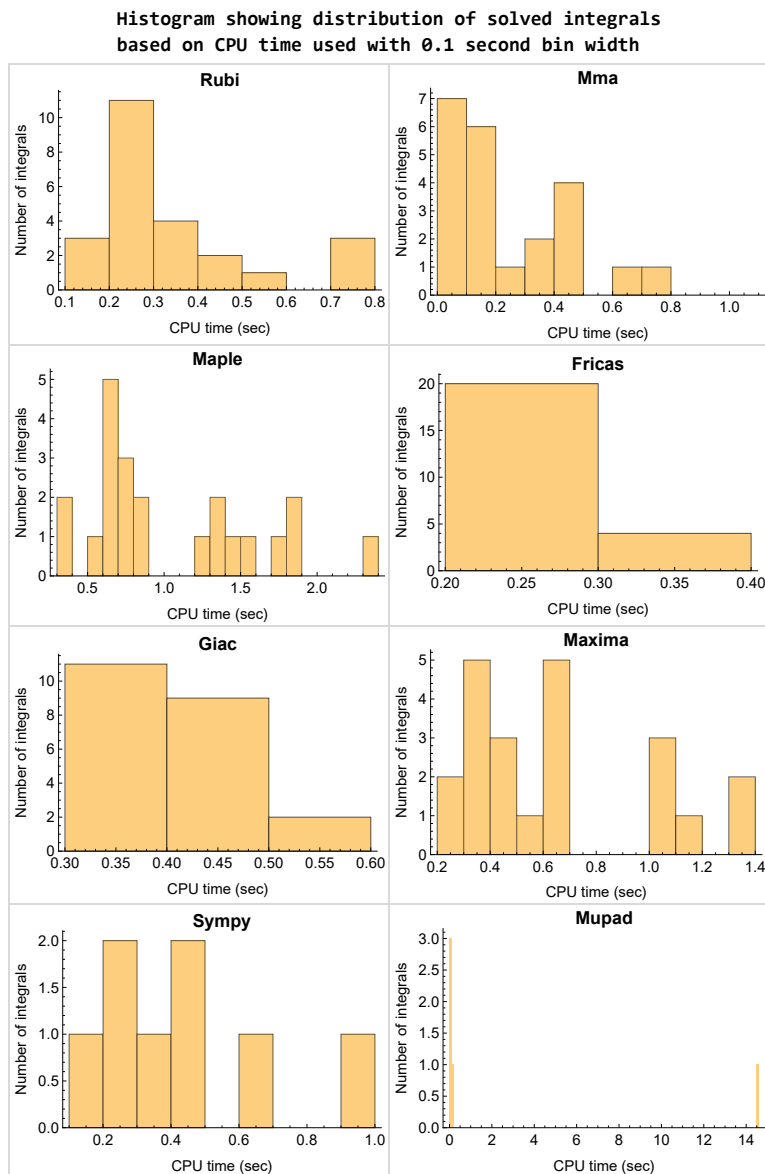 Histogram showing distribution of solved integrals
based on CPU time used with 0.1 second bin width
Rubi
Number of integrals
0 2 4 6 8 10
0.1 0.2 0.3 0.4 0.5 0.6 0.7 0.8
CPU time (sec)
Mma
Number of integrals
0 1 2 3 4 5 6 7
0.0 0.2 0.4 0.6 0.8 1.0
CPU time (sec)
Maple
Number of integrals
0 1 2 3 4 5
0.5 1.0 1.5 2.0
CPU time (sec)
Fricas
Number of integrals
0 5 10 15 20
0.20 0.25 0.30 0.35 0.40
CPU time (sec)
Giac
Number of integrals
0 2 4 6 8 10
0.30 0.35 0.40 0.45 0.50 0.55 0.60
CPU time (sec)
Maxima
Number of integrals
0 1 2 3 4 5
0.2 0.4 0.6 0.8 1.0 1.2 1.4
CPU time (sec)
Sympy
Number of integrals
0.0 0.5 1.0 1.5 2.0
0.2 0.4 0.6 0.8 1.0
CPU time (sec)
Mupad
Number of integrals
0.0 0.5 1.0 1.5 2.0 2.5 3.0
0 2 4 6 8 10 12 14
CPU time (sec)